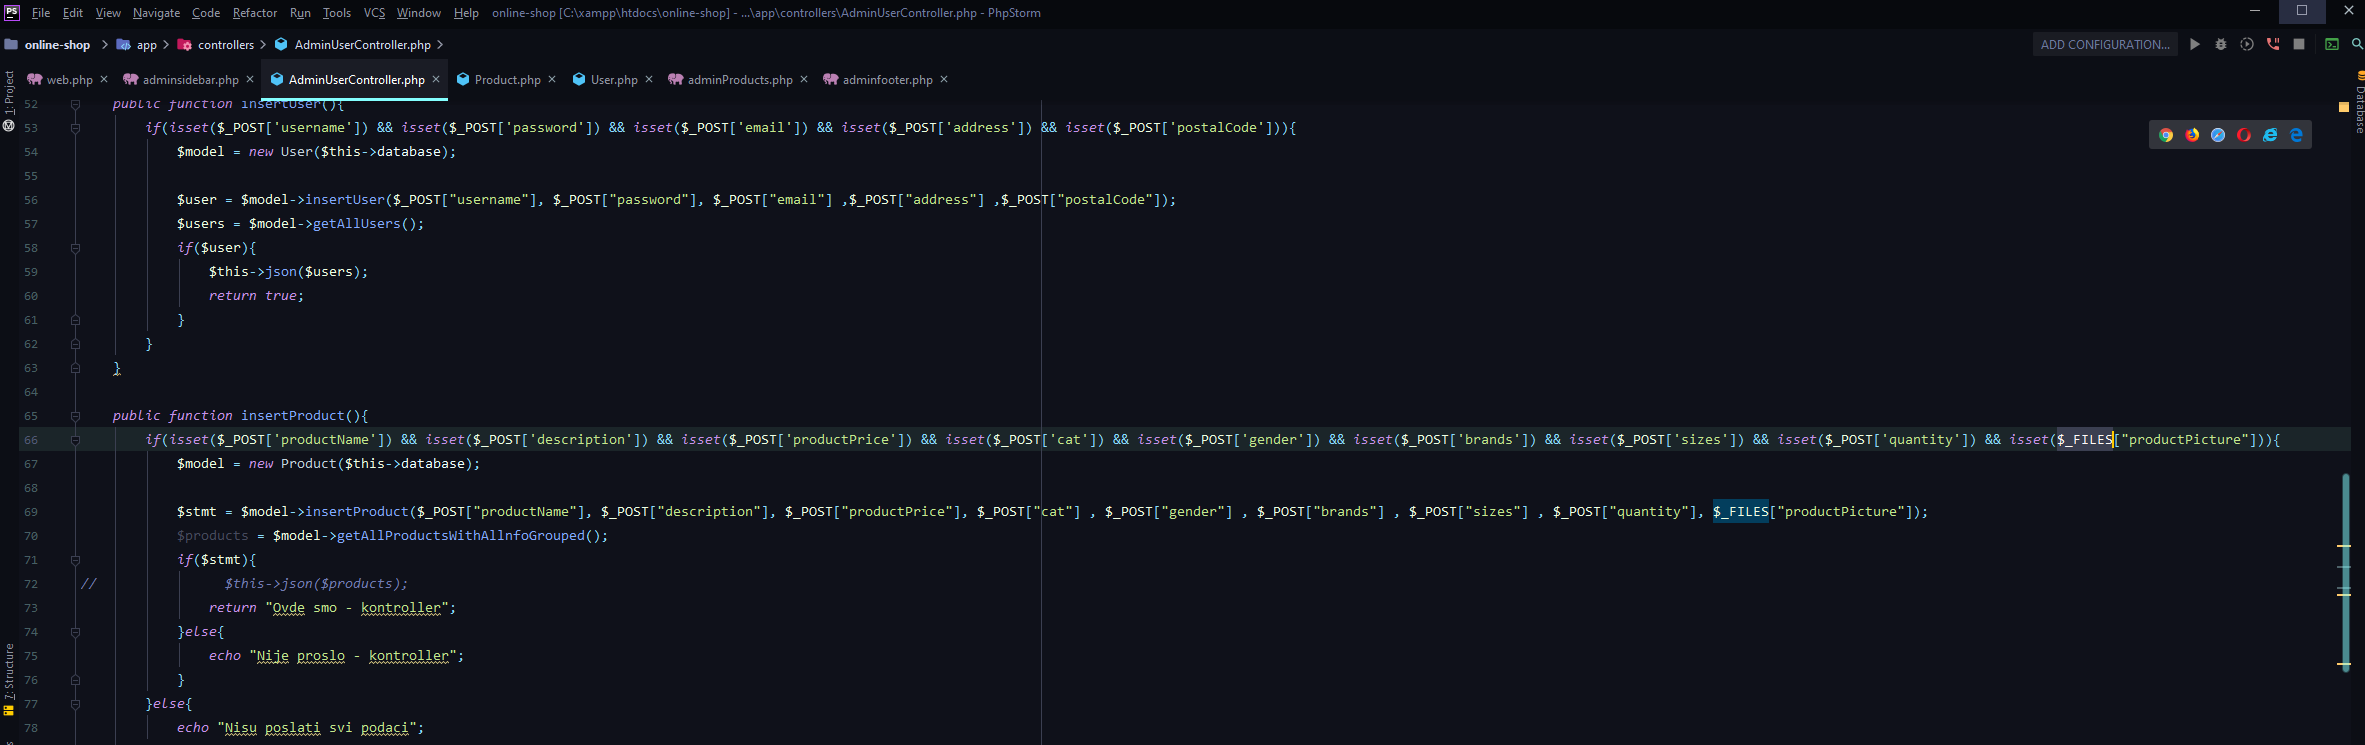 PS File Edit View Navigate Code Refactor Run Tools VCS Window Help online-shop [C:\xampp\htdocs\online-shop] - ...\app\controllers\AdminUserController.php - PhpStorm
online-shop app controllers AdminUserController.php ADD CONFIGURATION...
web.php adminsidebar.php AdminUserController.php Product.php User.php adminProducts.php adminfooter.php
1: Project
Database
52 public function insertUser(){
53 if(isset($_POST['username']) && isset($_POST['password']) && isset($_POST['email']) && isset($_POST['address']) && isset($_POST['postalCode'])){
54 $model = new User($this->database);
55
56 $user = $model->insertUser($_POST["username"], $_POST["password"], $_POST["email"] ,$_POST["address"] ,$_POST["postalCode"]);
57 $users = $model->getAllUsers();
58 if($user){
59 $this->json($users);
60 return true;
61 }
62 }
63 }
64
65 public function insertProduct(){
66 if(isset($_POST['productName']) && isset($_POST['description']) && isset($_POST['productPrice']) && isset($_POST['cat']) && isset($_POST['gender']) && isset($_POST['brands']) && isset($_POST['sizes']) && isset($_POST['quantity']) && isset($_FILES["productPicture"])){
67 $model = new Product($this->database);
68
69 $stmt = $model->insertProduct($_POST["productName"], $_POST["description"], $_POST["productPrice"], $_POST["cat"] , $_POST["gender"] , $_POST["brands"] , $_POST["sizes"] , $_POST["quantity"], $_FILES["productPicture"]);
70 $products = $model->getAllProductsWithAllnfoGrouped();
71 if($stmt){
72 // $this->json($products);
73 return "Ovde smo - kontroller";
74 }else{
75 echo "Nije proslo - kontroller";
76 }
77 }else{
78 echo "Nisu poslati svi podaci";
7: Structure